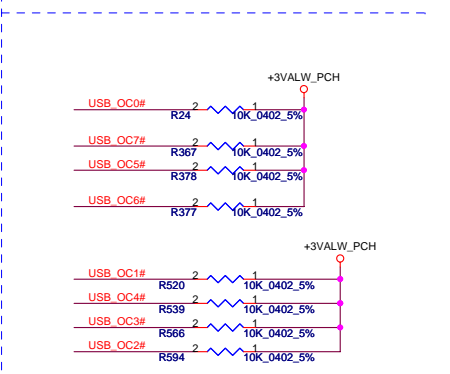 +3VALW_PCH
USB_OC0# 2 1
R24 10K_0402_5%
USB_OC7# 2 1
R367 10K_0402_5%
USB_OC5# 2 1
R378 10K_0402_5%
USB_OC6# 2 1
R377 10K_0402_5%
+3VALW_PCH
USB_OC1# 2 1
R520 10K_0402_5%
USB_OC4# 2 1
R539 10K_0402_5%
USB_OC3# 2 1
R566 10K_0402_5%
USB_OC2# 2 1
R594 10K_0402_5%